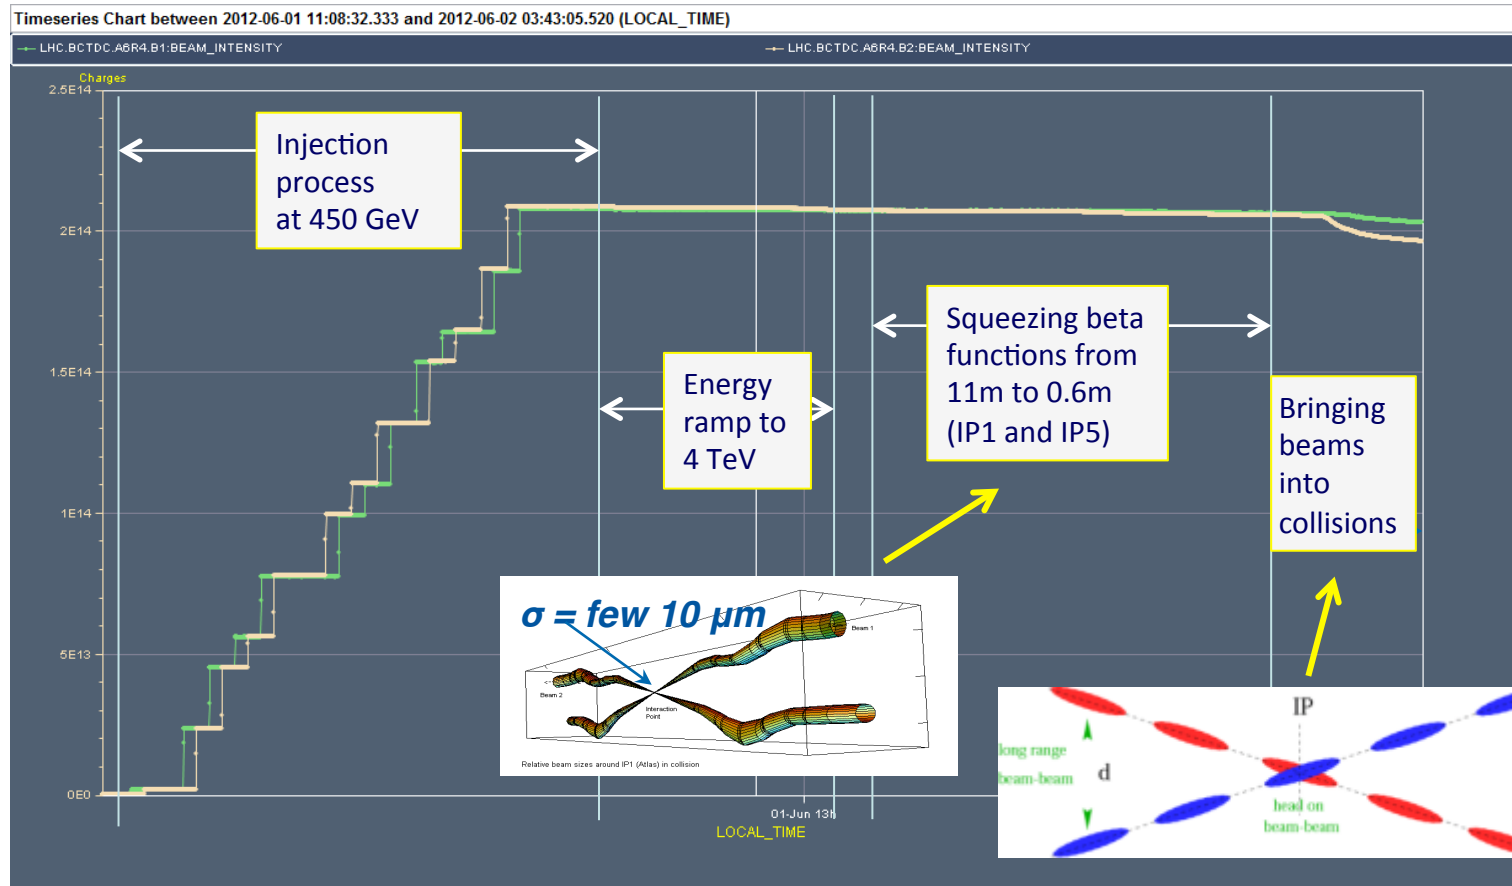 Timeseries Chart between 2012-06-01 11:08:32.333 and 2012-06-02 03:43:05.520 (LOCAL_TIME)
LHC.BCTDC.A6R4.B1:BEAM_INTENSITY
LHC.BCTDC.A6R4.B2:BEAM_INTENSITY
Charges
2.5E14
2E14
1.5E14
1E14
5E13
0E0
Injection
process
at 450 GeV
Energy
ramp to
4 TeV
Squeezing beta
functions from
11m to 0.6m
(IP1 and IP5)
Bringing
beams
into
collisions
σ = few 10 μm
Beam 1
Beam 2
Interaction
Point
Relative beam sizes around IP1 (Atlas) in collision
IP
long range
beam-beam
d
head on
beam-beam
01-Jun 13h
LOCAL_TIME